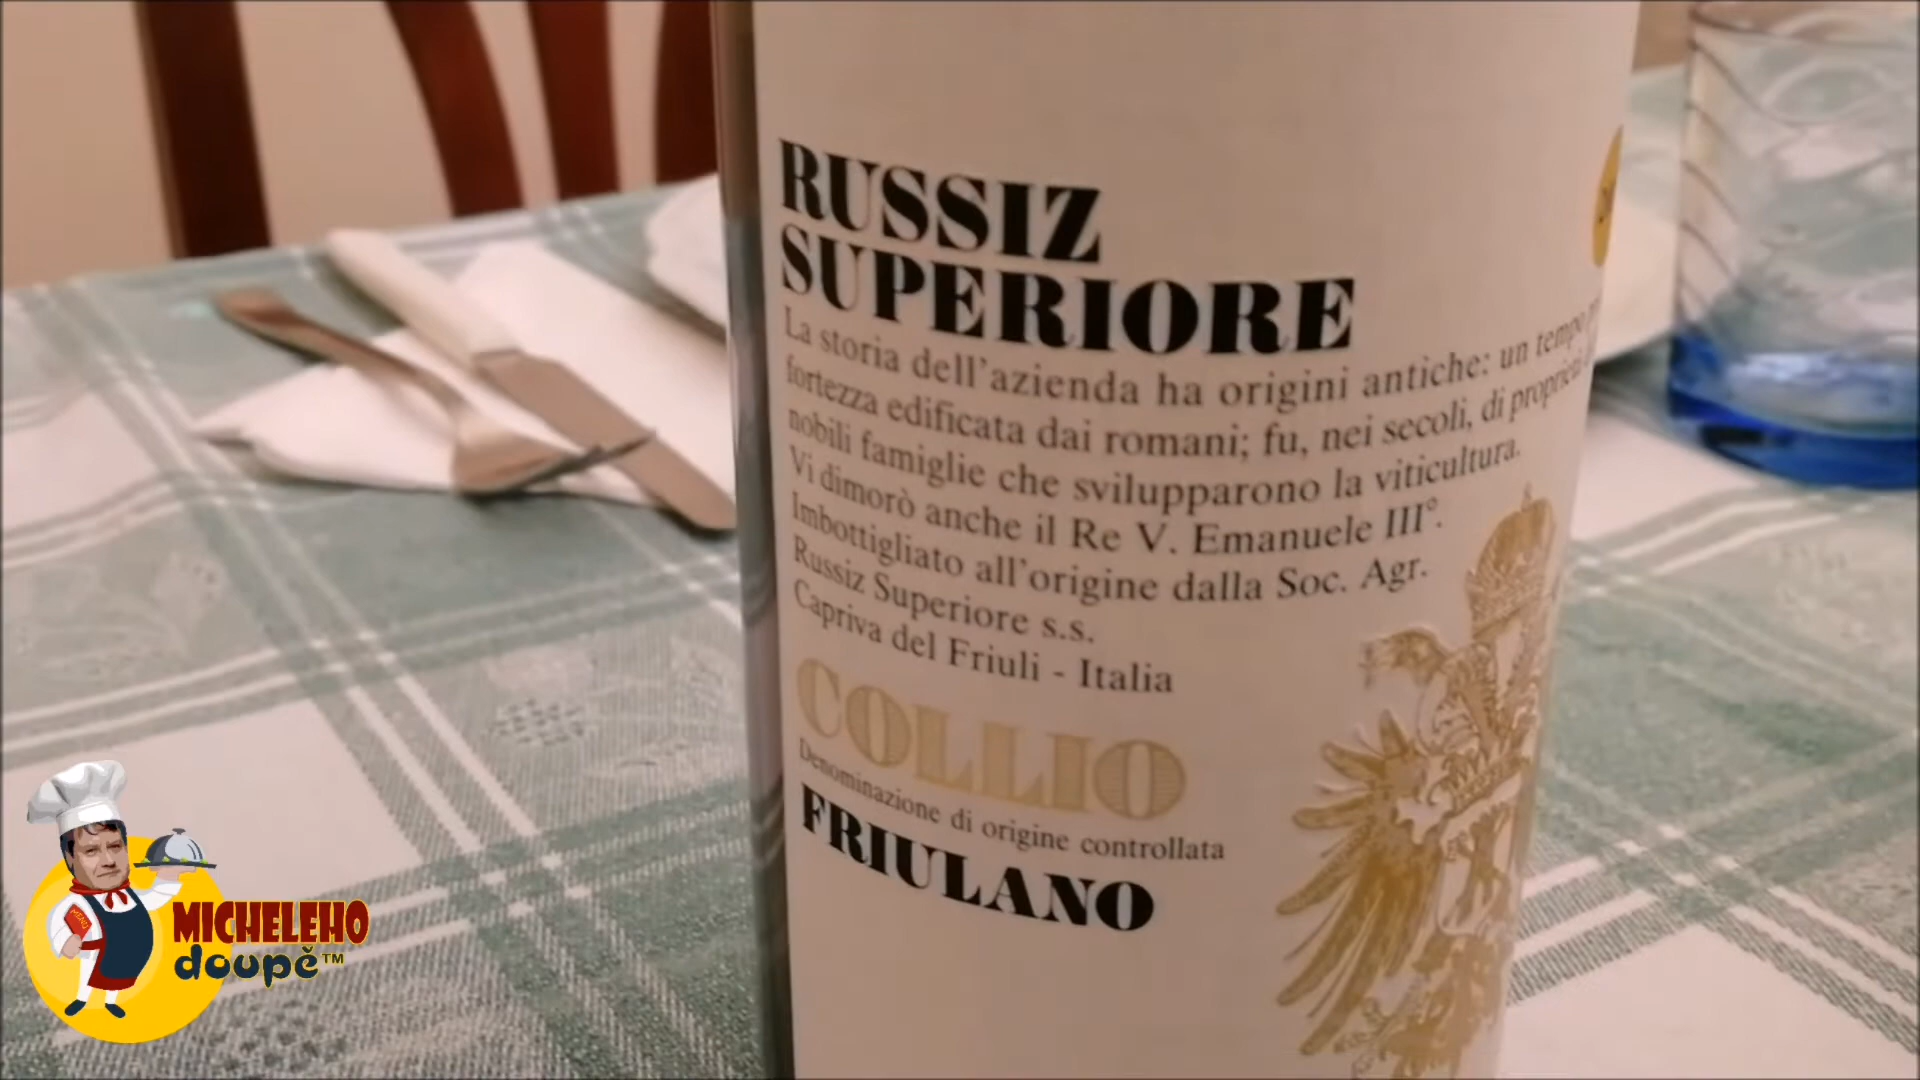 RUSSIZ
SUPERIORE
La storia dell'azienda ha origini antiche: un tempo
fortezza edificata dai romani; fu, nei secoli, di proprietà
nobili famiglie che svilupparono la viticultura.
Vi dimorò anche il Re V. Emanuele III°.
Imbottigliato all'origine dalla Soc. Agr.
Russiz Superiore s.s.
Capriva del Friuli - Italia
COLLIO
Denominazione di origine controllata
FRIULANO
MENU
MICHELEHO
doupě™